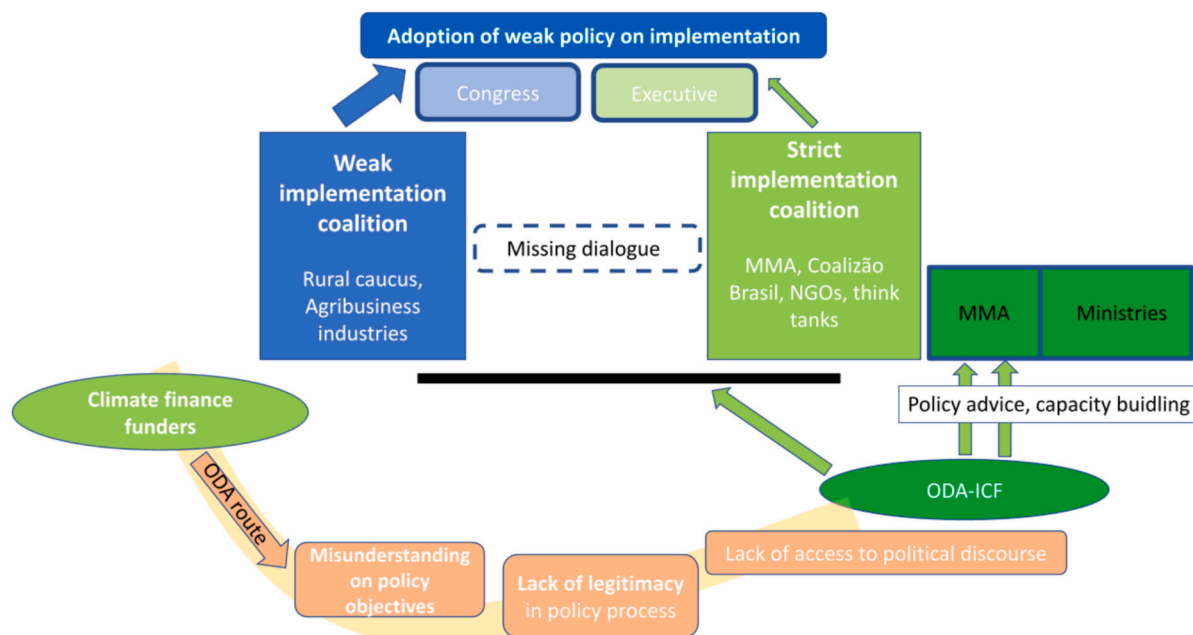 Adoption of weak policy on implementation
Congress
Executive
Weak
implementation
coalition
Rural caucus,
Agribusiness
industries
Missing dialogue
Strict
implementation
coalition
MMA, Coalizão
Brasil, NGOs, think
tanks
MMA
Ministries
Policy advice, capacity buidling
Climate finance
funders
ODA route
ODA-ICF
Misunderstanding
on policy
objectives
Lack of legitimacy
in policy process
Lack of access to political discourse